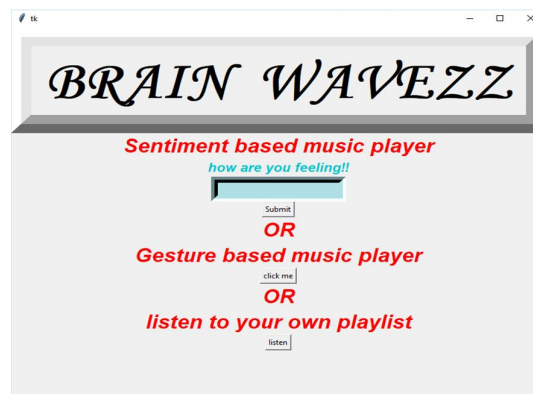 tk
BRAIN WAVEZZ
Sentiment based music player
how are you feeling!!
Submit
OR
Gesture based music player
click me
OR
listen to your own playlist
listen